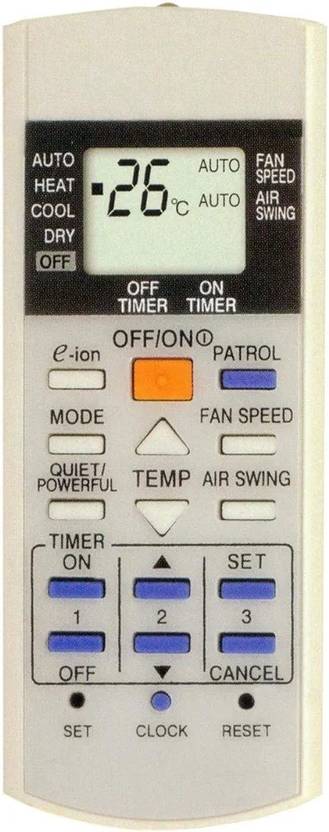 AUTO
HEAT
COOL
DRY
OFF
26°C
AUTO
AUTO
FAN SPEED
AIR SWING
OFF TIMER
ON TIMER
OFF/ON
e-ion
PATROL
MODE
FAN SPEED
QUIET/
POWERFUL
TEMP
AIR SWING
TIMER
ON
▲
SET
1
2
3
OFF
▼
CANCEL
SET
CLOCK
RESET